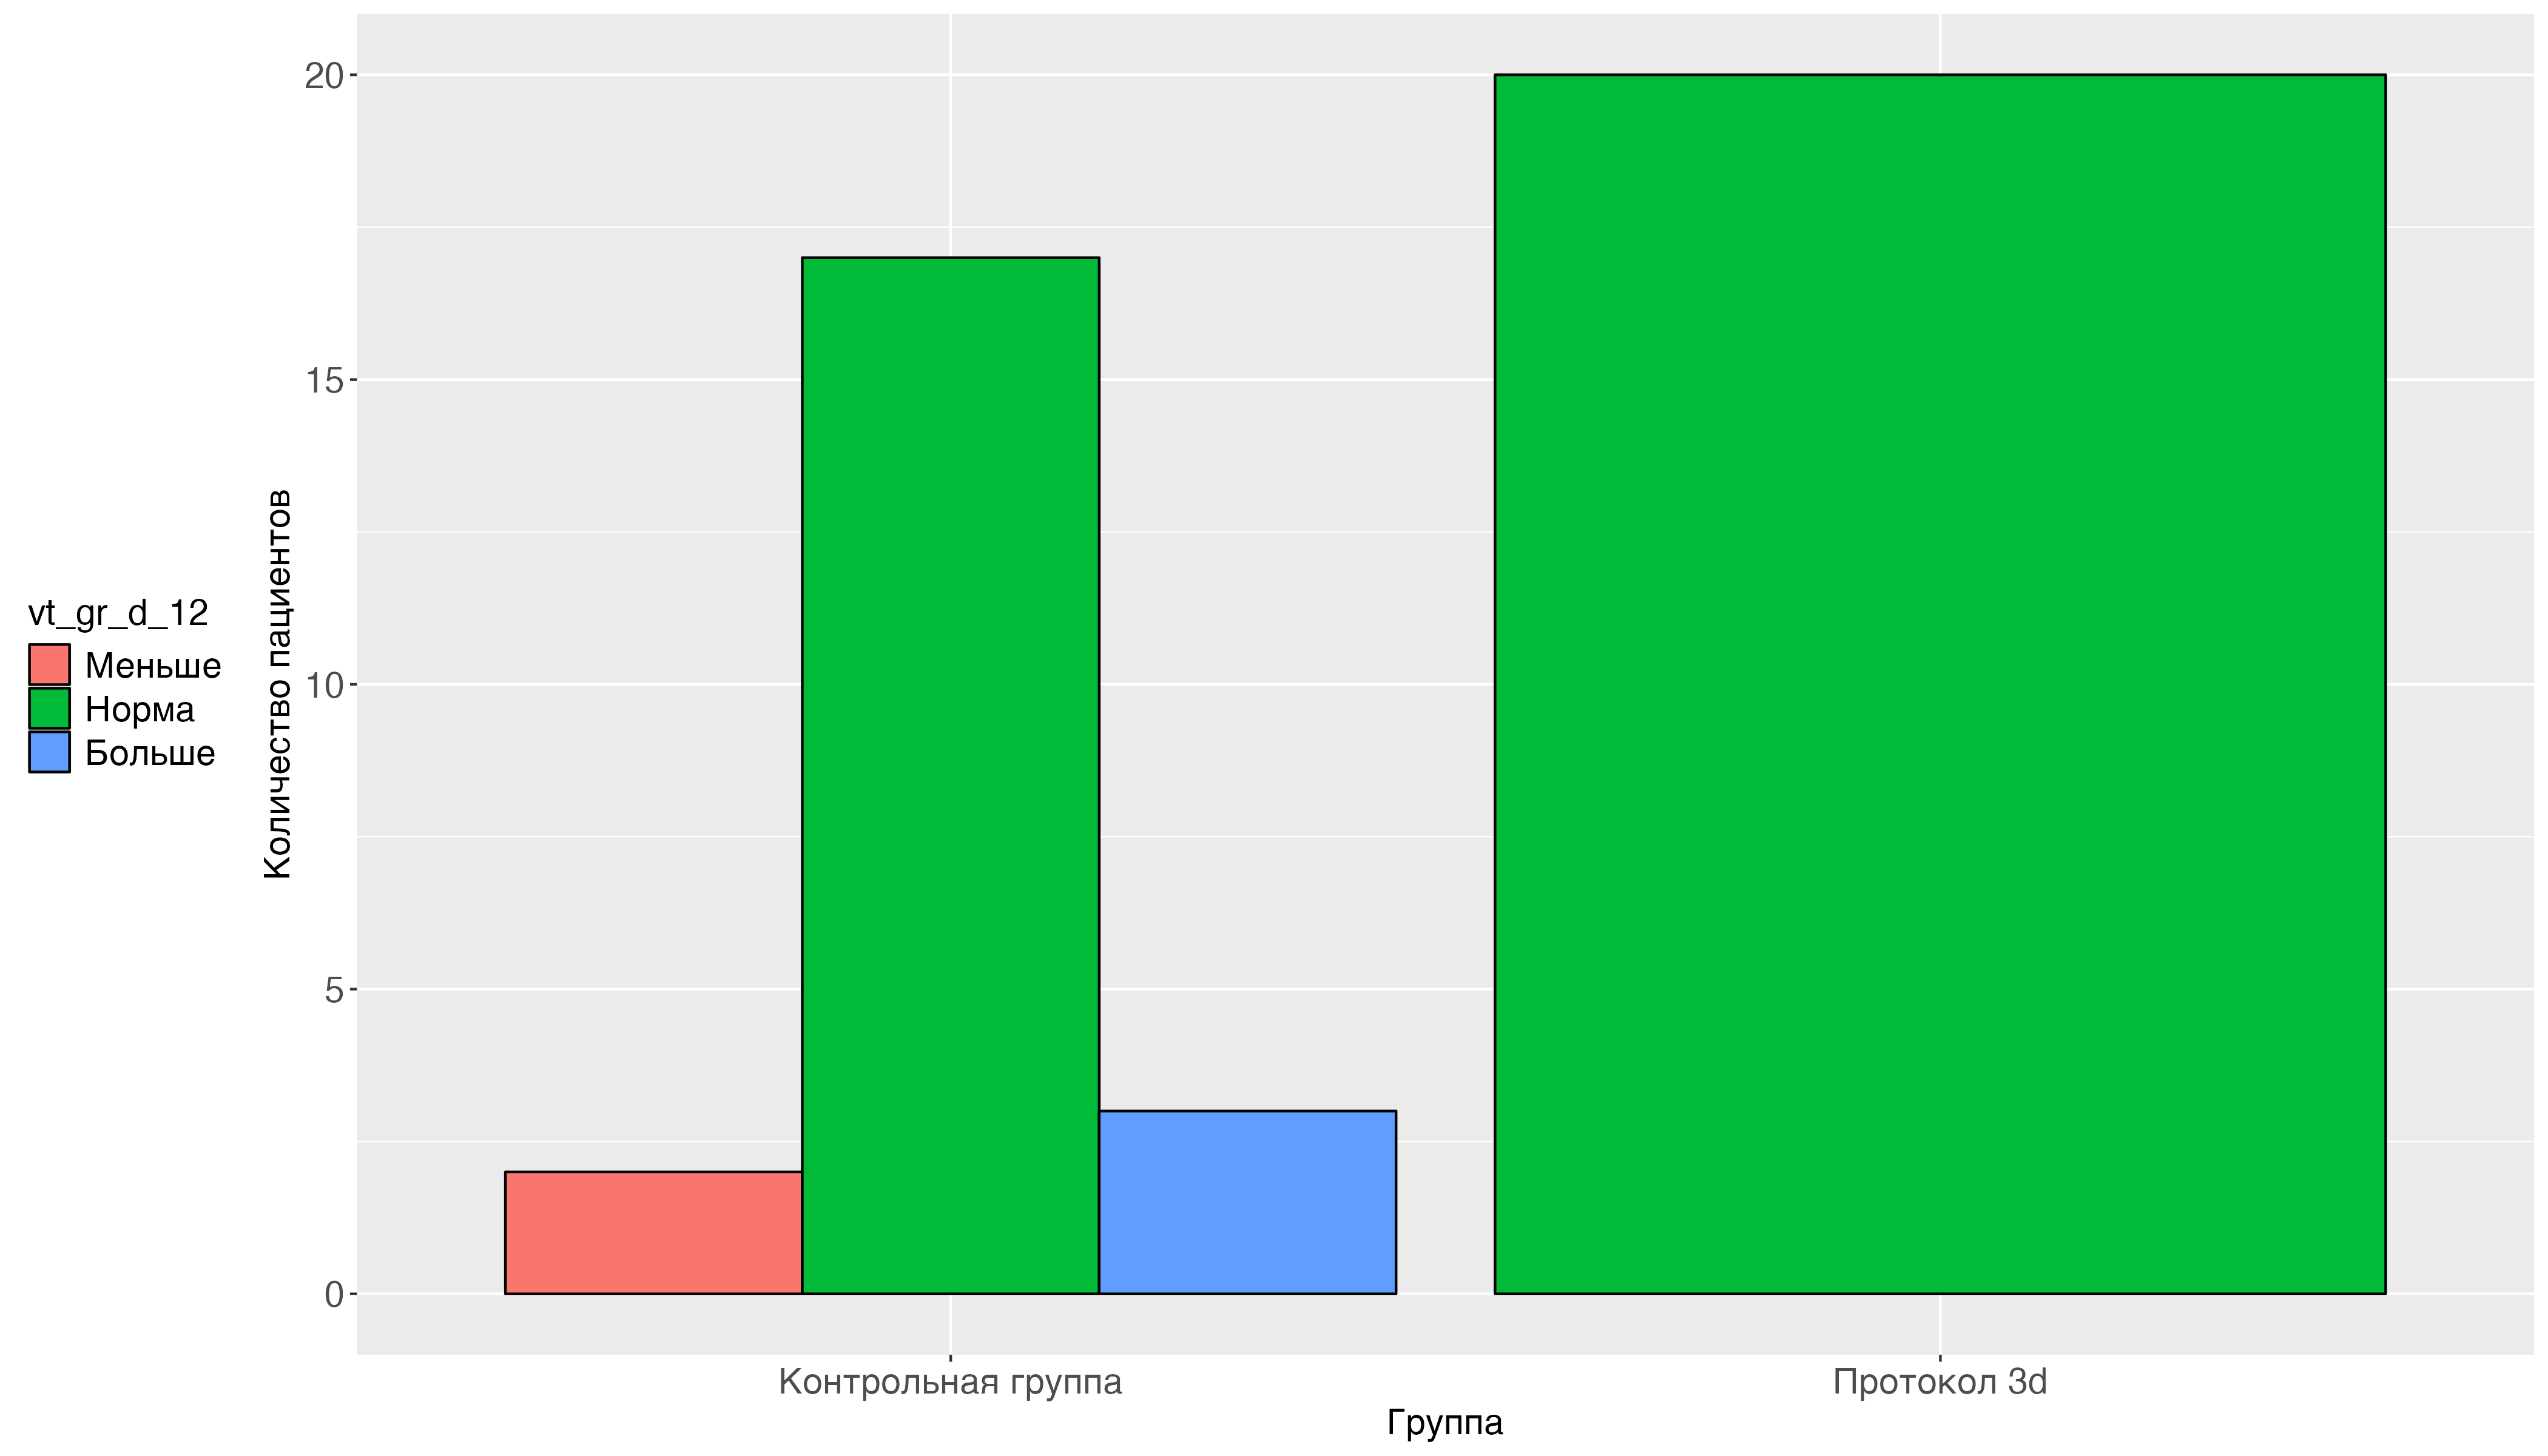 vt_gr_d_12
Меньше
Норма
Больше
Количество пациентов
20
15
10
5
0
Контрольная группа
Протокол 3d
Группа